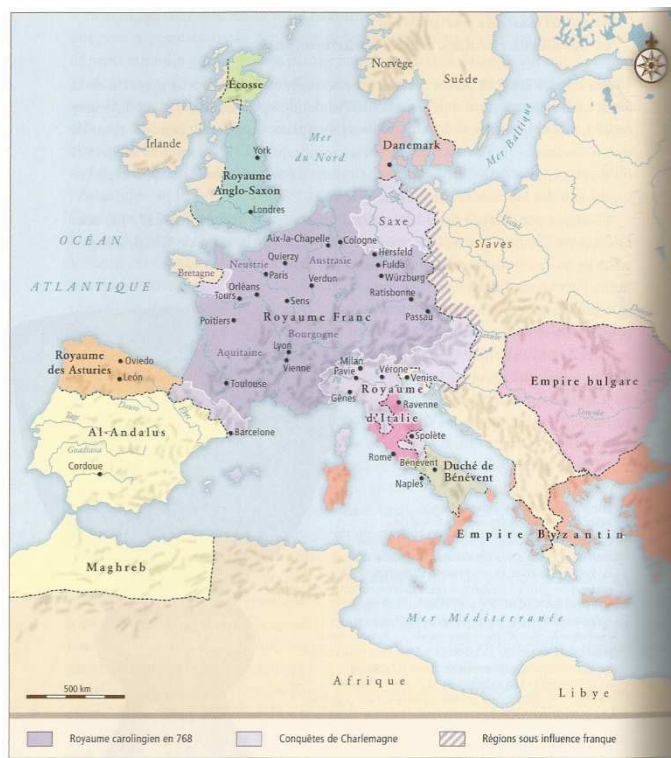 Norvège
Suède
Écosse
Mer
du Nord
Mer Baltique
Irlande
Danemark
York
Royaume
Anglo-Saxon
Londres
Saxe
Slaves
OCÉAN
ATLANTIQUE
Aix-la-Chapelle
Cologne
Quierzy
Hersfeld
Neustrie
Austrasie
Fulda
Bretagne
Paris
Verdun
Würzburg
Orléans
Tours
Sens
Ratisbonne
Royaume Franc
Passau
Poitiers
Bourgogne
Lyon
Aquitaine
Vienne
Milan
Royaume
des Asturies
Oviedo
León
Pavie
Vérone
Venise
Empire bulgare
Toulouse
Gênes
Royaume
d'Italie
Ravenne
Al-Andalus
Barcelone
Spolète
Guadiana
Cordoue
Rome
Bénévent
Duché de
Bénévent
Naples
Empire Byzantin
Maghreb
Mer Méditerranée
Afrique
Libye
500 km
Royaume carolingien en 768
Conquêtes de Charlemagne
Régions sous influence franque